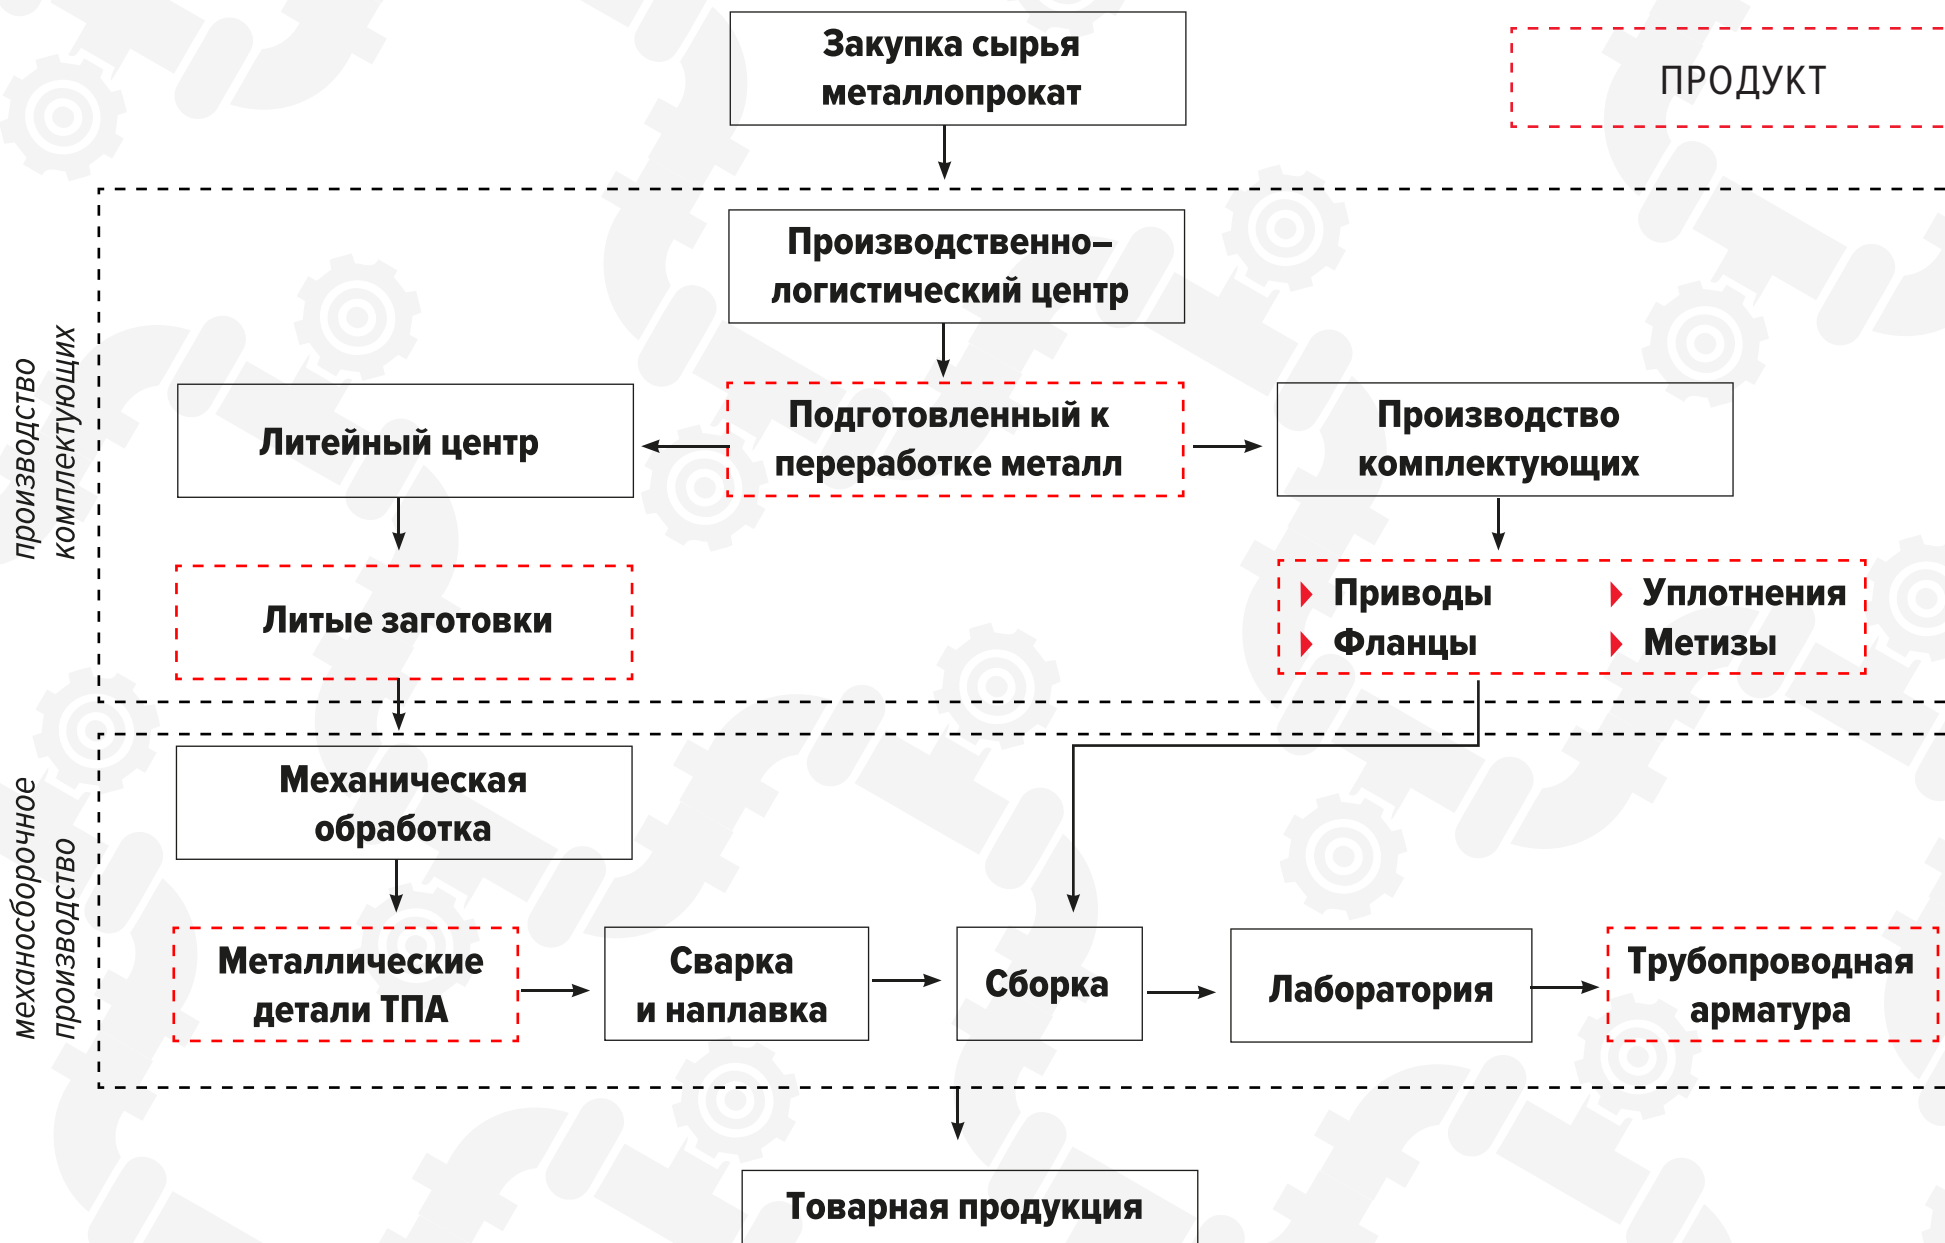 Закупка сырья
металлопрокат
ПРОДУКТ
производство
комплектующих
Производственно–
логистический центр
Литейный центр
Подготовленный к
переработке металл
Производство
комплектующих
Литые заготовки
Приводы
Фланцы
Уплотнения
Метизы
механосборочное
производство
Механическая
обработка
Металлические
детали ТПА
Сварка
и наплавка
Сборка
Лаборатория
Трубопроводная
арматура
Товарная продукция